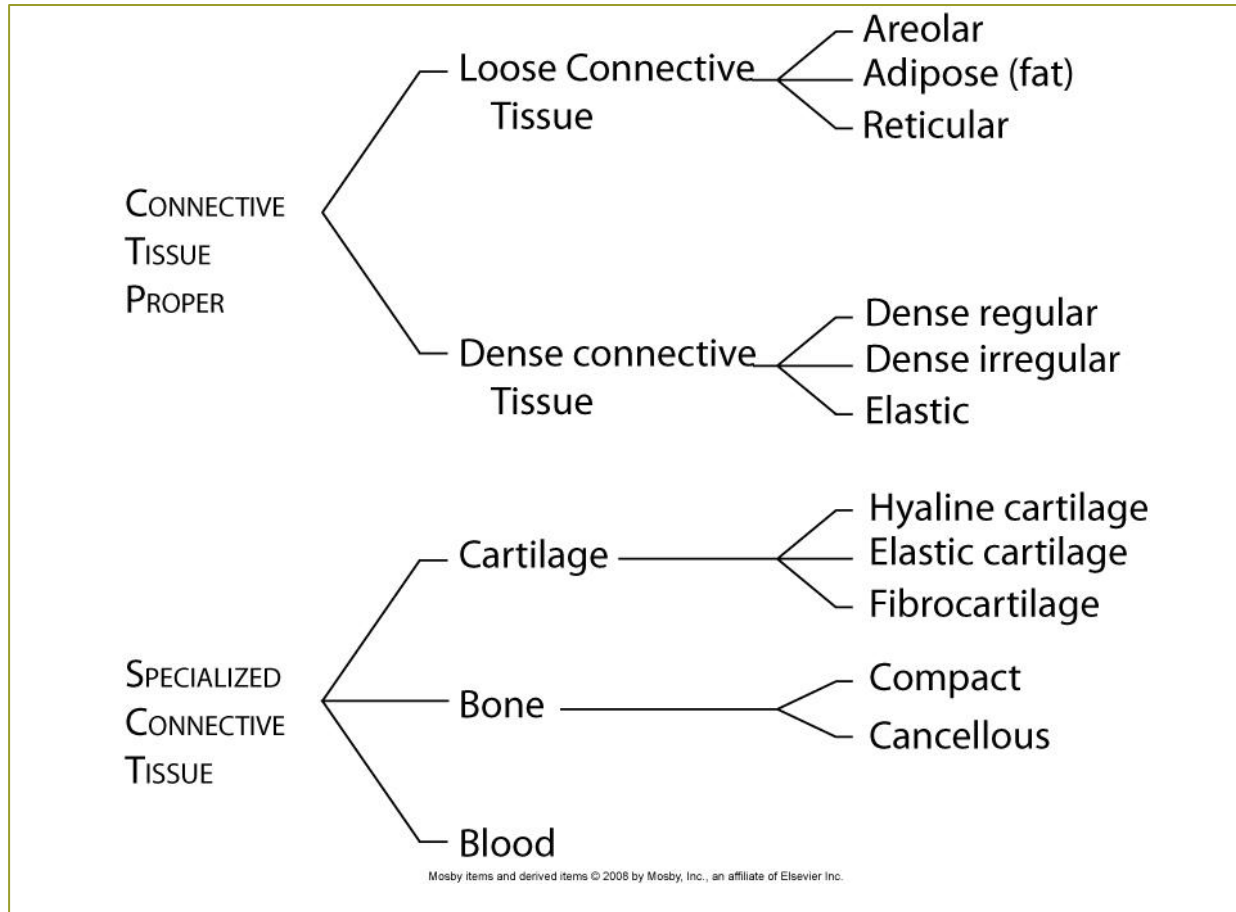 CONNECTIVE
TISSUE
PROPER
Loose Connective
Tissue
Areolar
Adipose (fat)
Reticular
Dense connective
Tissue
Dense regular
Dense irregular
Elastic
SPECIALIZED
CONNECTIVE
TISSUE
Cartilage
Hyaline cartilage
Elastic cartilage
Fibrocartilage
Bone
Compact
Cancellous
Blood
Mosby items and derived items © 2008 by Mosby, Inc., an affiliate of Elsevier Inc.